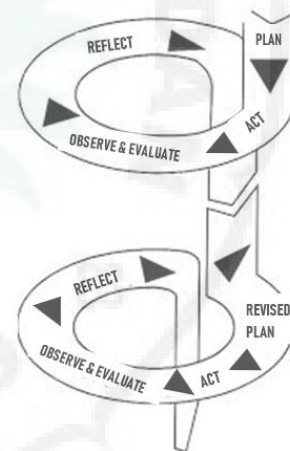 PLAN
REFLECT
ACT
OBSERVE & EVALUATE
REFLECT
REVISED
PLAN
OBSERVE & EVALUATE
ACT